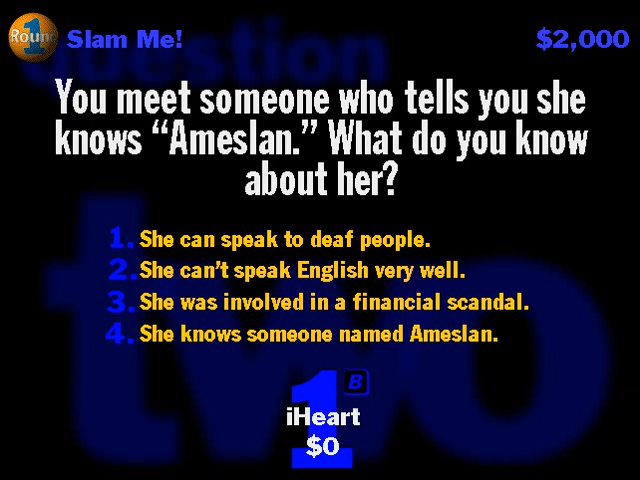 Round 1
Slam Me!
$2,000
question
You meet someone who tells you she
knows “Ameslan.” What do you know
about her?
1. She can speak to deaf people.
2. She can't speak English very well.
3. She was involved in a financial scandal.
4. She knows someone named Ameslan.
two
1
B
iHeart
$0